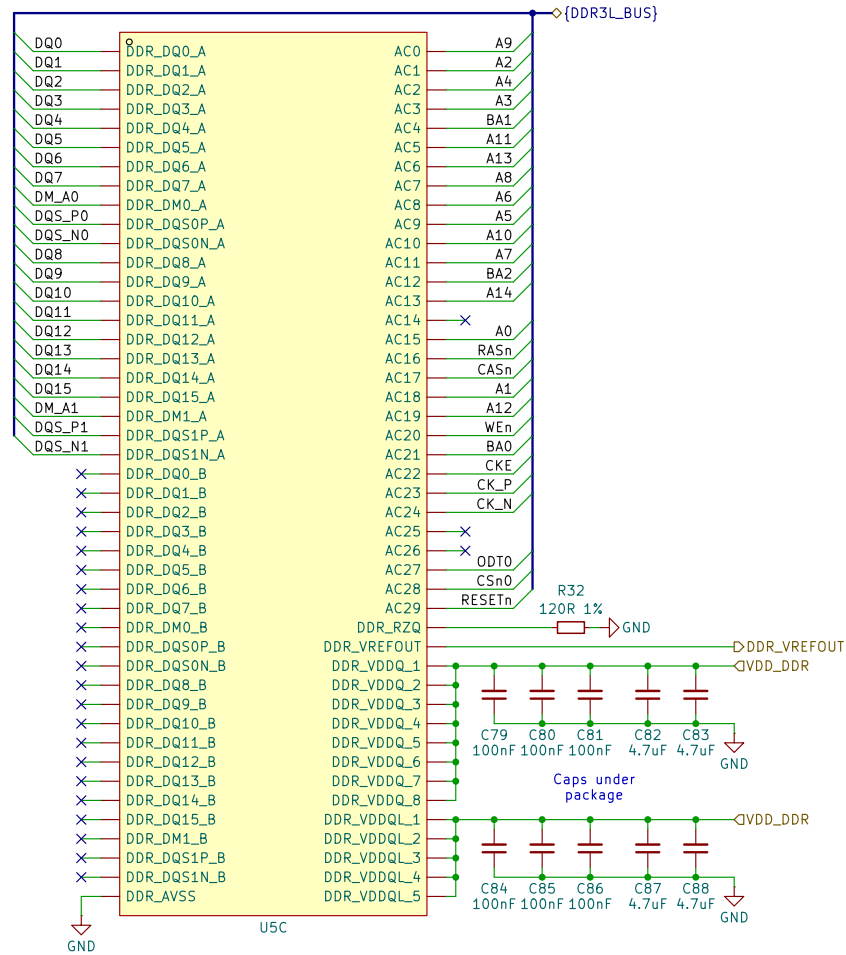 {DDR3L_BUS}
DQ0 DDR_DQ0_A AC0 A9
DQ1 DDR_DQ1_A AC1 A2
DQ2 DDR_DQ2_A AC2 A4
DQ3 DDR_DQ3_A AC3 A3
DQ4 DDR_DQ4_A AC4 BA1
DQ5 DDR_DQ5_A AC5 A11
DQ6 DDR_DQ6_A AC6 A13
DQ7 DDR_DQ7_A AC7 A8
DM_A0 DDR_DM0_A AC8 A6
DQS_P0 DDR_DQS0P_A AC9 A5
DQS_N0 DDR_DQS0N_A AC10 A10
DQ8 DDR_DQ8_A AC11 A7
DQ9 DDR_DQ9_A AC12 BA2
DQ10 DDR_DQ10_A AC13 A14
DQ11 DDR_DQ11_A AC14
DQ12 DDR_DQ12_A AC15 A0
DQ13 DDR_DQ13_A AC16 RASn
DQ14 DDR_DQ14_A AC17 CASn
DQ15 DDR_DQ15_A AC18 A1
DM_A1 DDR_DM1_A AC19 A12
DQS_P1 DDR_DQS1P_A AC20 WEn
DQS_N1 DDR_DQS1N_A AC21 BA0
DDR_DQ0_B AC22 CKE
DDR_DQ1_B AC23 CK_P
DDR_DQ2_B AC24 CK_N
DDR_DQ3_B AC25
DDR_DQ4_B AC26
DDR_DQ5_B AC27 ODT0
DDR_DQ6_B AC28 CSn0
DDR_DQ7_B AC29 RESETn
R32
120R 1%
DDR_DM0_B DDR_RZQ GND
DDR_DQS0P_B DDR_VREFOUT DDR_VREFOUT
DDR_DQS0N_B DDR_VDDQ_1 VDD_DDR
DDR_DQ8_B DDR_VDDQ_2
DDR_DQ9_B DDR_VDDQ_3
DDR_DQ10_B DDR_VDDQ_4
DDR_DQ11_B DDR_VDDQ_5
DDR_DQ12_B DDR_VDDQ_6
DDR_DQ13_B DDR_VDDQ_7
DDR_DQ14_B DDR_VDDQ_8
C79 C80 C81 C82 C83
100nF 100nF 100nF 4.7uF 4.7uF
GND
Caps under
package
DDR_DQ15_B DDR_VDDQL_1 VDD_DDR
DDR_DM1_B DDR_VDDQL_2
DDR_DQS1P_B DDR_VDDQL_3
DDR_DQS1N_B DDR_VDDQL_4
DDR_AVSS DDR_VDDQL_5
C84 C85 C86 C87 C88
100nF 100nF 100nF 4.7uF 4.7uF
GND
U5C
GND